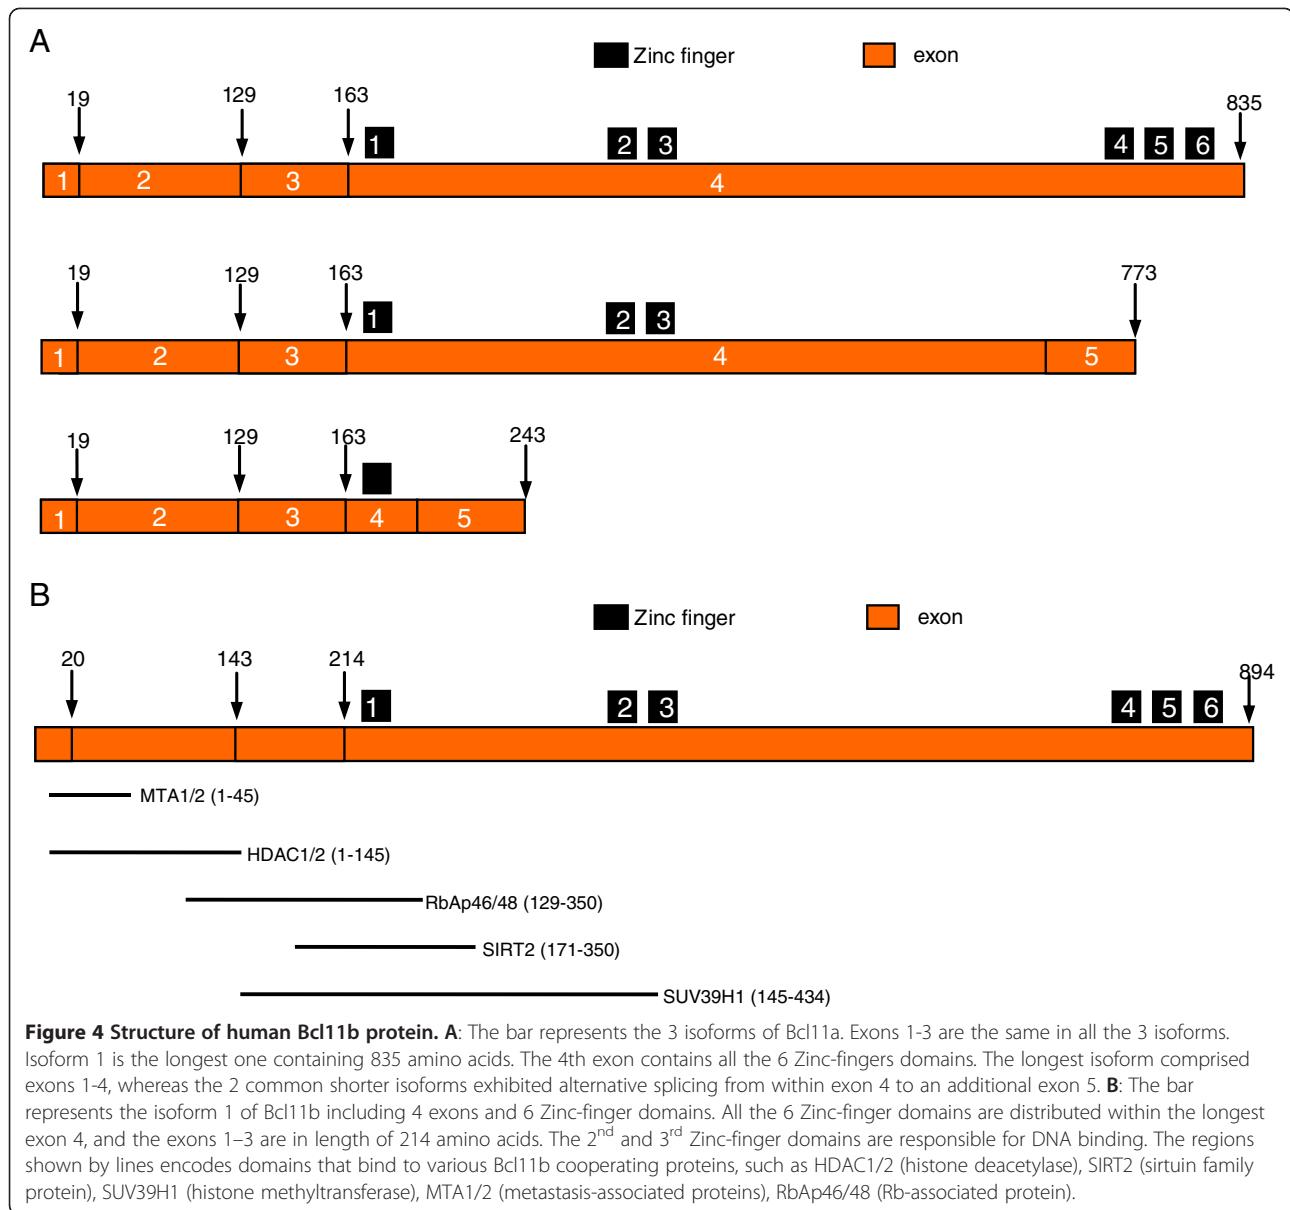 A
Zinc finger
exon
19 129 163 835
1 2 3 4 5 6
1 2 3 4
19 129 163 773
1 2 3
1 2 3 4 5
19 129 163 243
1 2 3 4 5
B
Zinc finger
exon
20 143 214 894
1 2 3 4 5 6
MTA1/2 (1-45)
HDAC1/2 (1-145)
RbAp46/48 (129-350)
SIRT2 (171-350)
SUV39H1 (145-434)
Figure 4 Structure of human Bcl11b protein. A: The bar represents the 3 isoforms of Bcl11a. Exons 1-3 are the same in all the 3 isoforms.
Isoform 1 is the longest one containing 835 amino acids. The 4th exon contains all the 6 Zinc-fingers domains. The longest isoform comprised
exons 1-4, whereas the 2 common shorter isoforms exhibited alternative splicing from within exon 4 to an additional exon 5. B: The bar
represents the isoform 1 of Bcl11b including 4 exons and 6 Zinc-finger domains. All the 6 Zinc-finger domains are distributed within the longest
exon 4, and the exons 1–3 are in length of 214 amino acids. The 2nd and 3rd Zinc-finger domains are responsible for DNA binding. The regions
shown by lines encodes domains that bind to various Bcl11b cooperating proteins, such as HDAC1/2 (histone deacetylase), SIRT2 (sirtuin family
protein), SUV39H1 (histone methyltransferase), MTA1/2 (metastasis-associated proteins), RbAp46/48 (Rb-associated protein).